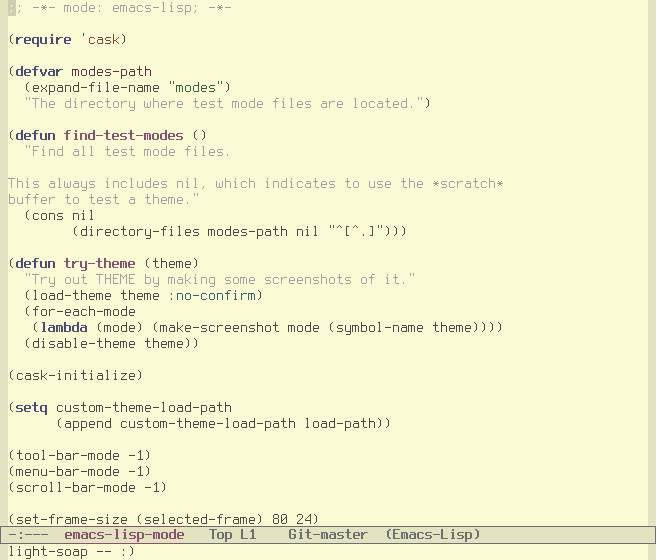 ;; -*- mode: emacs-lisp; -*-

(require 'cask)

(defvar modes-path
  (expand-file-name "modes")
  "The directory where test mode files are located.")

(defun find-test-modes ()
  "Find all test mode files.

This always includes nil, which indicates to use the *scratch*
buffer to test a theme."
  (cons nil
        (directory-files modes-path nil "^[^.]")))

(defun try-theme (theme)
  "Try out THEME by making some screenshots of it."
  (load-theme theme :no-confirm)
  (for-each-mode
   (lambda (mode) (make-screenshot mode (symbol-name theme))))
  (disable-theme theme))

(cask-initialize)

(setq custom-theme-load-path
      (append custom-theme-load-path load-path))

(tool-bar-mode -1)
(menu-bar-mode -1)
(scroll-bar-mode -1)

(set-frame-size (selected-frame) 80 24)
-:---  emacs-lisp-mode   Top L1    Git-master  (Emacs-Lisp)
light-soap -- :)